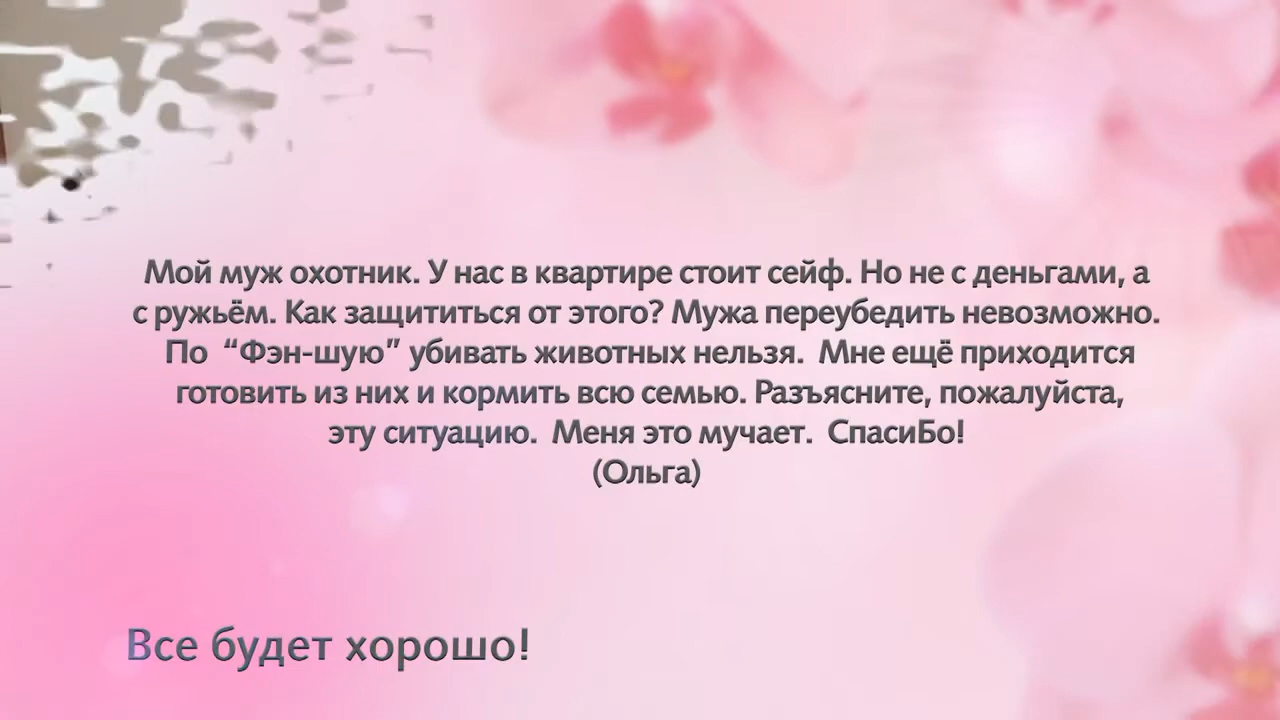 Мой муж охотник. У нас в квартире стоит сейф. Но не с деньгами, а
с ружьём. Как защититься от этого? Мужа переубедить невозможно.
По “Фэн-шую” убивать животных нельзя. Мне ещё приходится
готовить из них и кормить всю семью. Разъясните, пожалуйста,
эту ситуацию. Меня это мучает. СпасиБо!
(Ольга)
Все будет хорошо!